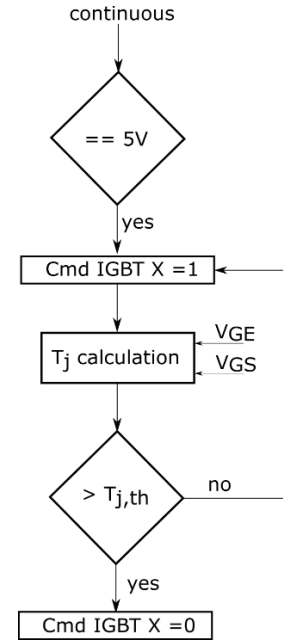 continuous
== 5V
yes
Cmd IGBT X =1
VGE
Tj calculation
VGS
> Tj,th
no
yes
Cmd IGBT X =0